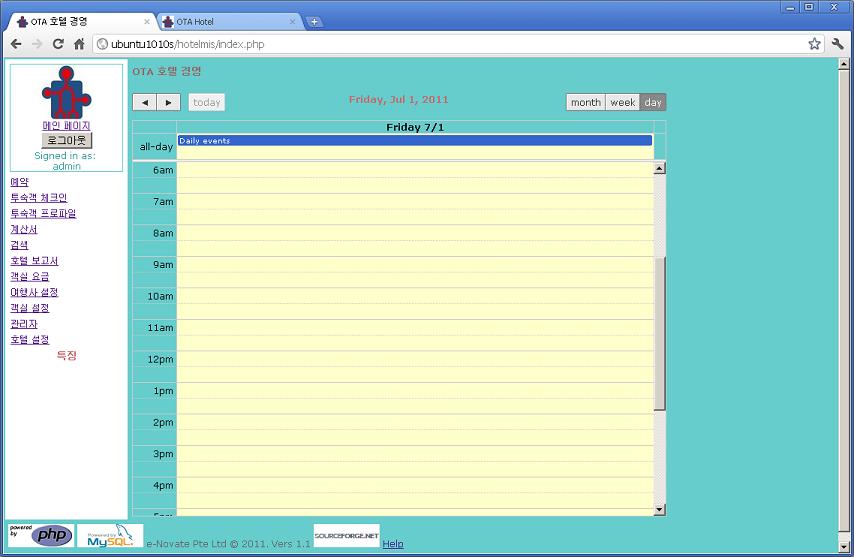 OTA 호텔 경영
OTA Hotel
ubuntu1010s/hotelmis/index.php
메인 페이지
로그아웃
Signed in as:
admin
예약
투숙객 체크인
투숙객 프로파일
계산서
검색
호텔 보고서
객실 요금
여행사 설정
객실 설정
관리자
호텔 설정
특징
OTA 호텔 경영
today
Friday, Jul 1, 2011
month week day
Friday 7/1
all-day Daily events
6am
7am
8am
9am
10am
11am
12pm
1pm
2pm
3pm
4pm
5pm
powered by php
Powered by MySQL
e-Novate Pte Ltd © 2011. Vers 1.1
SOURCEFORGE.NET
Help